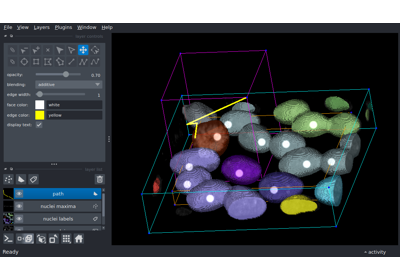 File View Layers Plugins Window Help
opacity: 0.70
blending: additive
edge width: 1
face color: white
edge color: yellow
display text: ✓
path
nuclei maxima
nuclei labels
Ready
activity